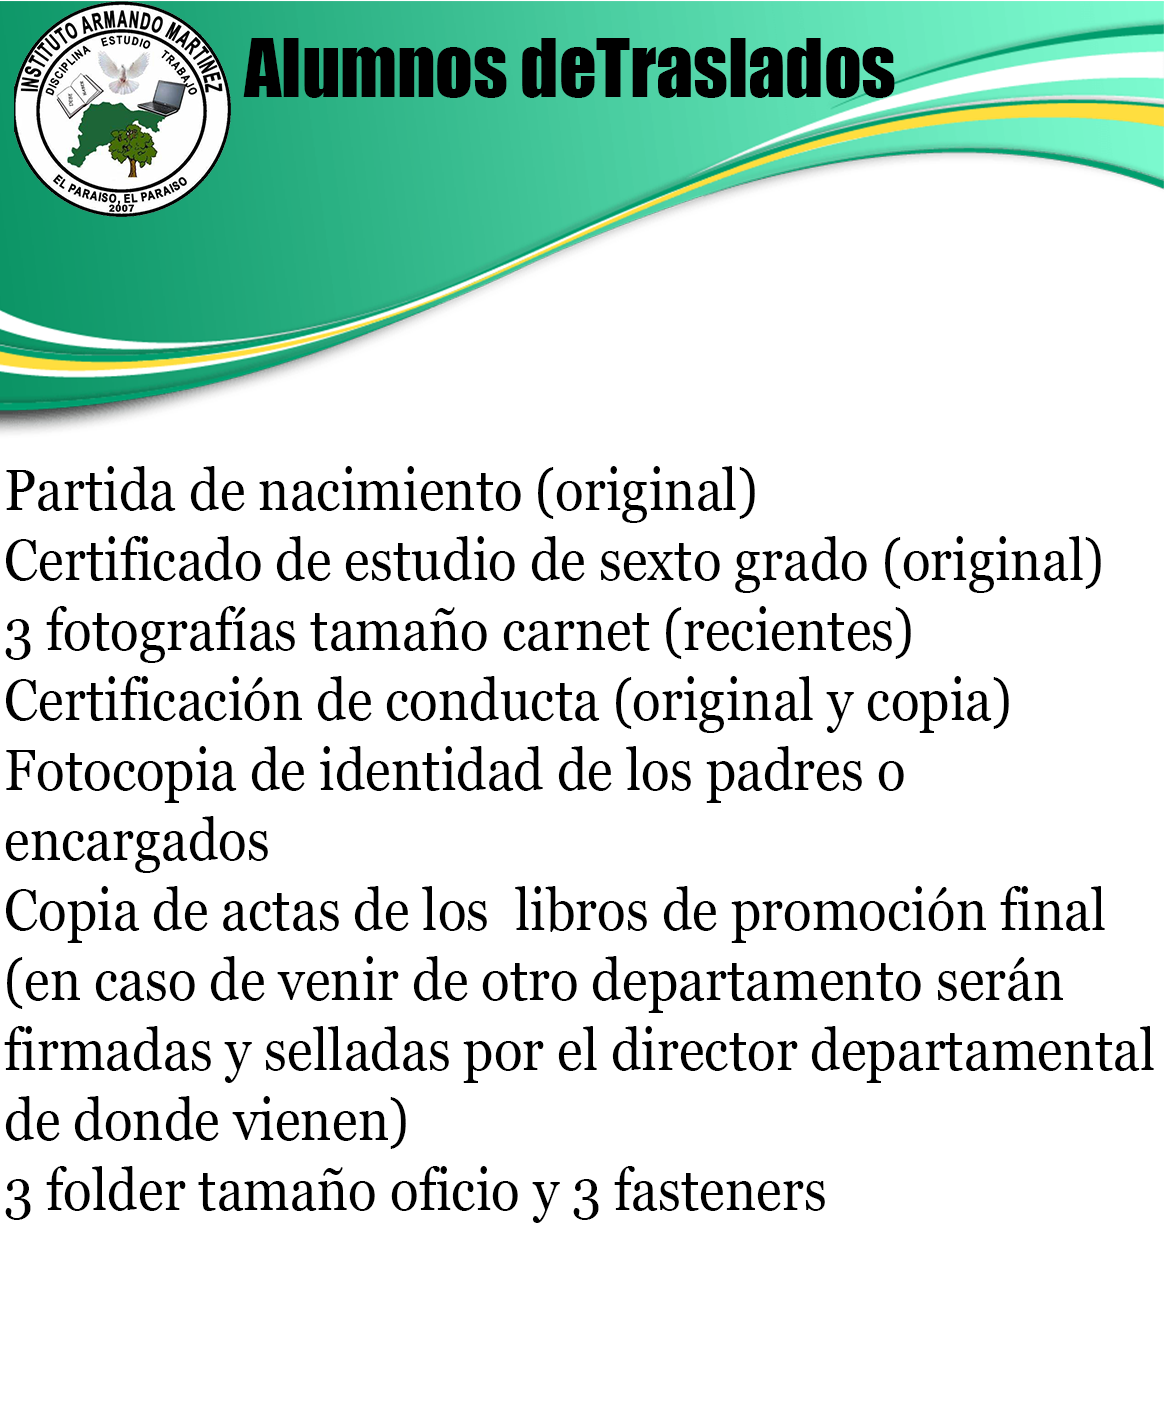 INSTITUTO ARMANDO MARTINEZ
DISCIPLINA ESTUDIO TRABAJO
EL PARAISO, EL PARAISO
2007
Alumnos deTraslados
Partida de nacimiento (original)
Certificado de estudio de sexto grado (original)
3 fotografías tamaño carnet (recientes)
Certificación de conducta (original y copia)
Fotocopia de identidad de los padres o
encargados
Copia de actas de los  libros de promoción final
(en caso de venir de otro departamento serán
firmadas y selladas por el director departamental
de donde vienen)
3 folder tamaño oficio y 3 fasteners